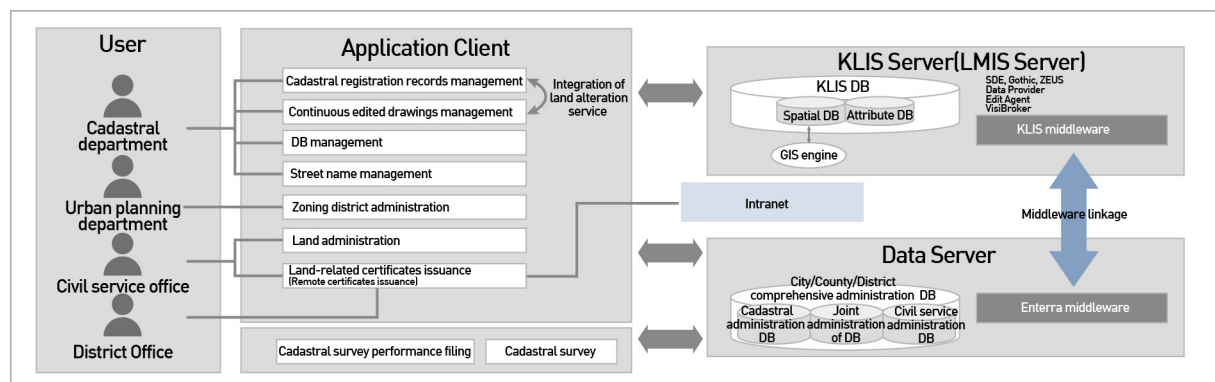 User
Cadastral
department
Urban planning
department
Civil service office
District Office
Application Client
Cadastral registration records management
Continuous edited drawings management
DB management
Street name management
Zoning district administration
Land administration
Land-related certificates issuance
(Remote certificates issuance)
Integration of
land alteration
service
Cadastral survey performance filing
Cadastral survey
KLIS Server(LMIS Server)
KLIS DB
Spatial DB
Attribute DB
GIS engine
SDE, Gothic, ZEUS
Data Provider
Edit Agent
VisiBroker
KLIS middleware
Intranet
Middleware linkage
Data Server
City/County/District
comprehensive administration DB
Cadastral
administration
DB
Joint
administration
of DB
Civil service
administration
DB
Enterra middleware